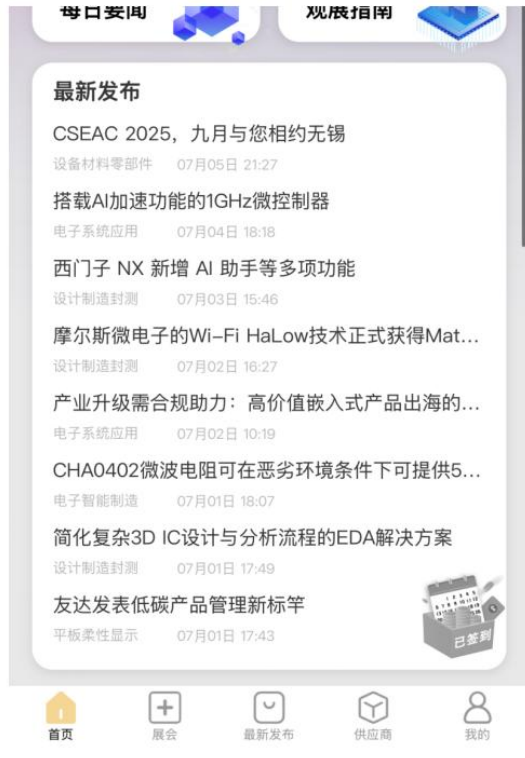 每日要闻 观展指南
最新发布
CSEAC 2025，九月与您相约无锡
设备材料零部件 07月05日 21:27
搭载AI加速功能的1GHz微控制器
电子系统应用 07月04日 18:18
西门子 NX 新增 AI 助手等多项功能
设计制造封测 07月03日 15:46
摩尔斯微电子的Wi-Fi HaLow技术正式获得Mat...
设计制造封测 07月02日 16:27
产业升级需合规助力：高价值嵌入式产品出海的...
电子系统应用 07月02日 10:19
CHA0402微波电阻可在恶劣环境条件下可提供5...
电子智能制造 07月01日 18:07
简化复杂3D IC设计与分析流程的EDA解决方案
设计制造封测 07月01日 17:49
友达发表低碳产品管理新标竿
平板柔性显示 07月01日 17:43
已签到
首页 展会 最新发布 供应商 我的